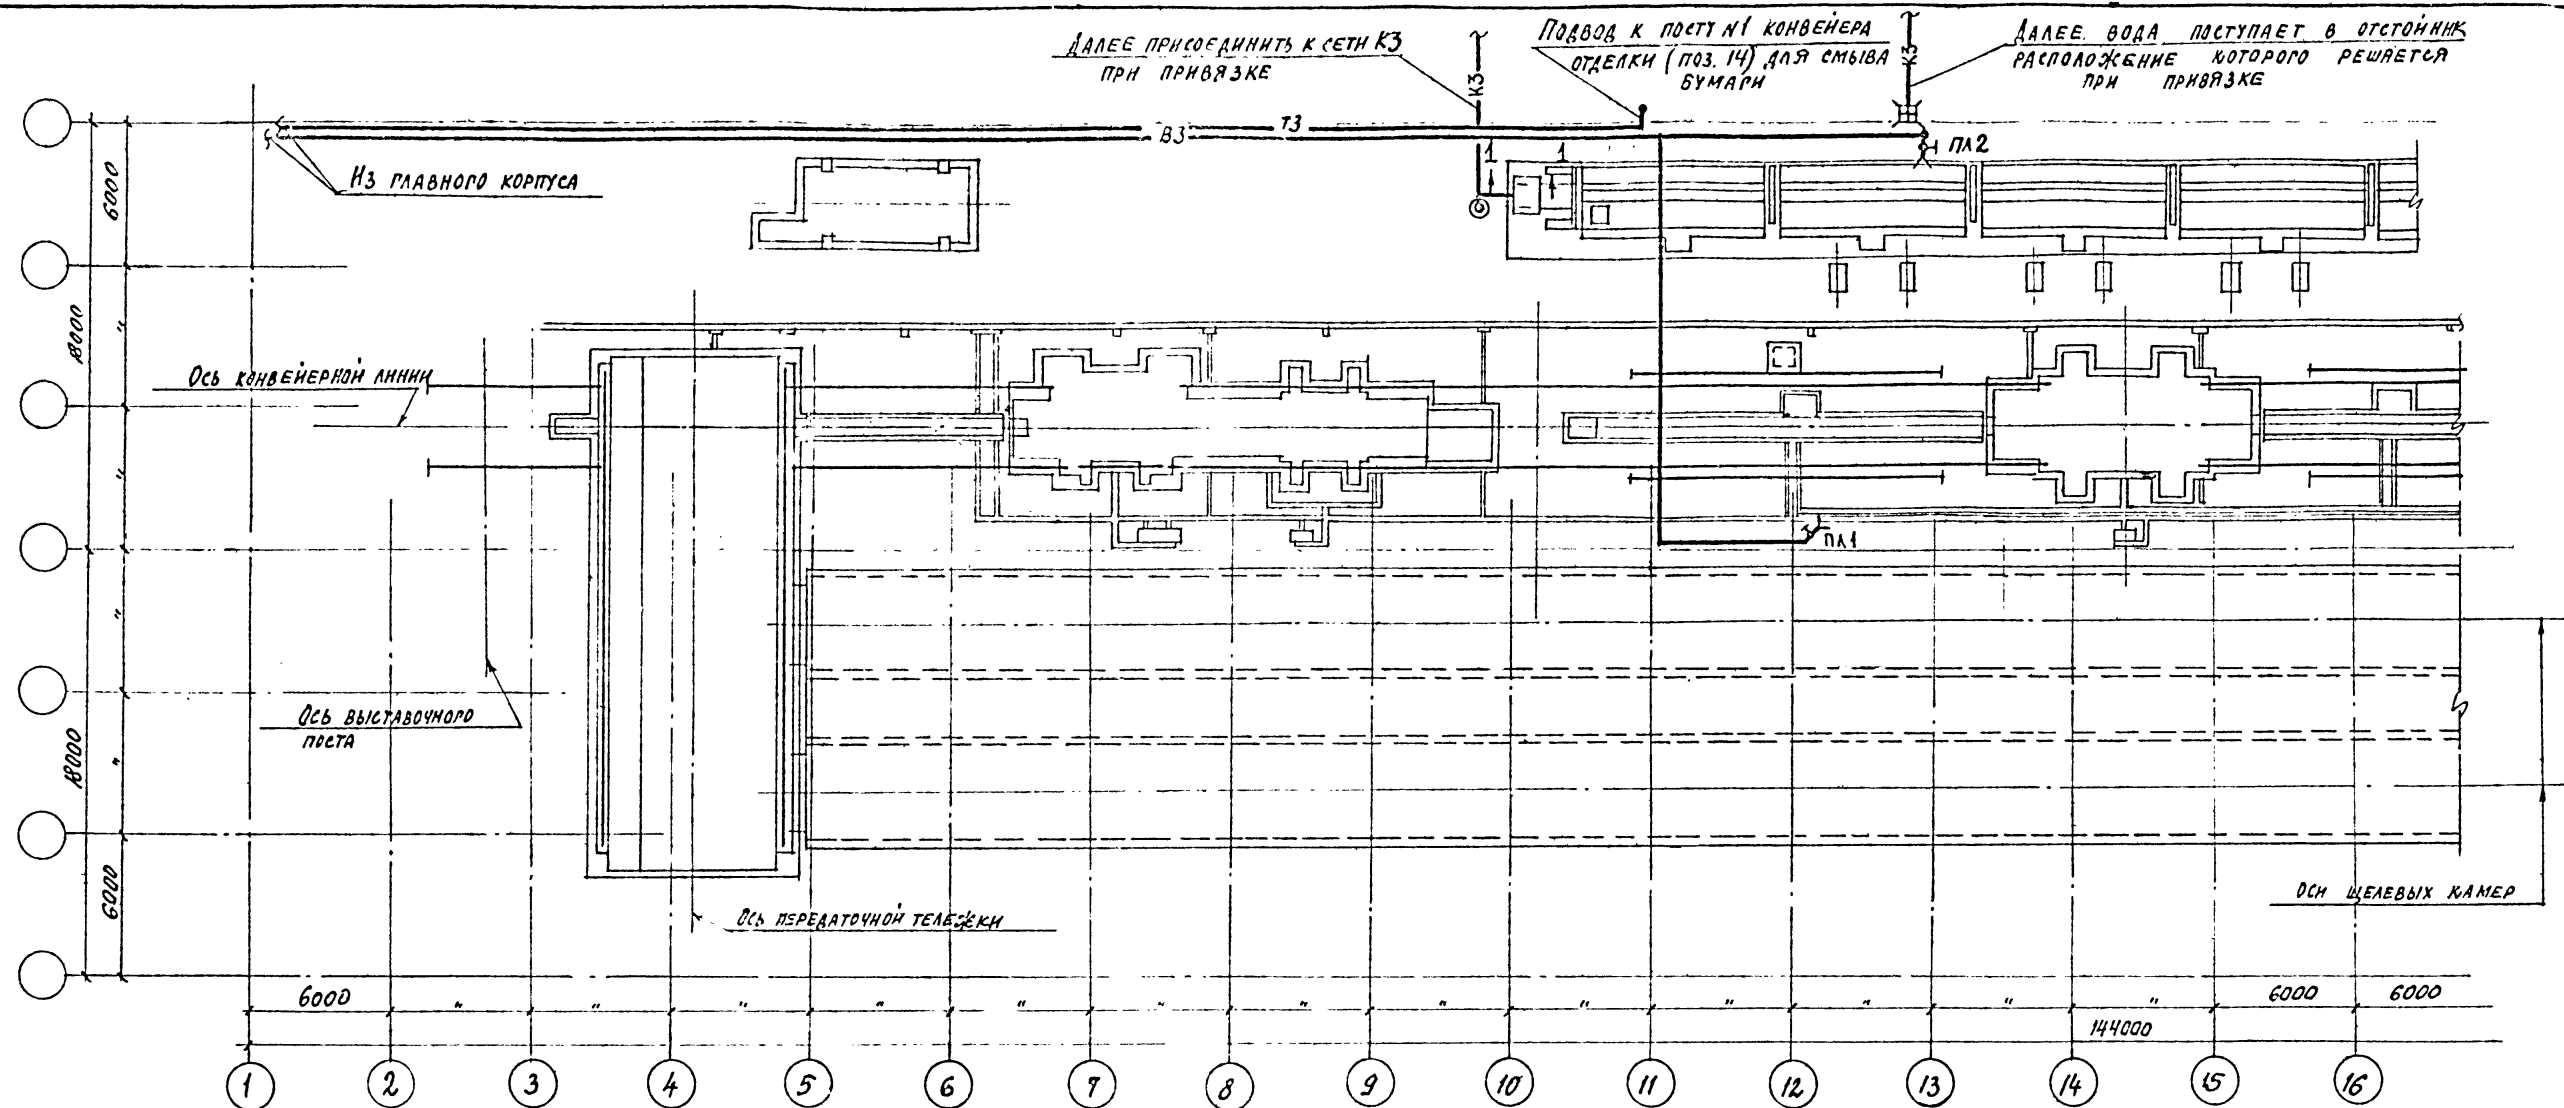 Далее присоединить к сети К3
при привязке
Подвод к посту №1 конвейера
отделки (поз. 14) для смыва
бумаги
Далее вода поступает в отстойник
расположение которого решается
при привязке
К3
К3
В3
Т3
Из главного корпуса
1
1
ПЛ2
6000
18000
"
Ось конвейерной линии
"
ПЛ1
"
Ось выставочного
поста
18000
"
6000
Ось передаточной тележки
Оси щелевых камер
6000 " " " " " " " " " " " " " 6000 6000
144000
1 2 3 4 5 6 7 8 9 10 11 12 13 14 15 16